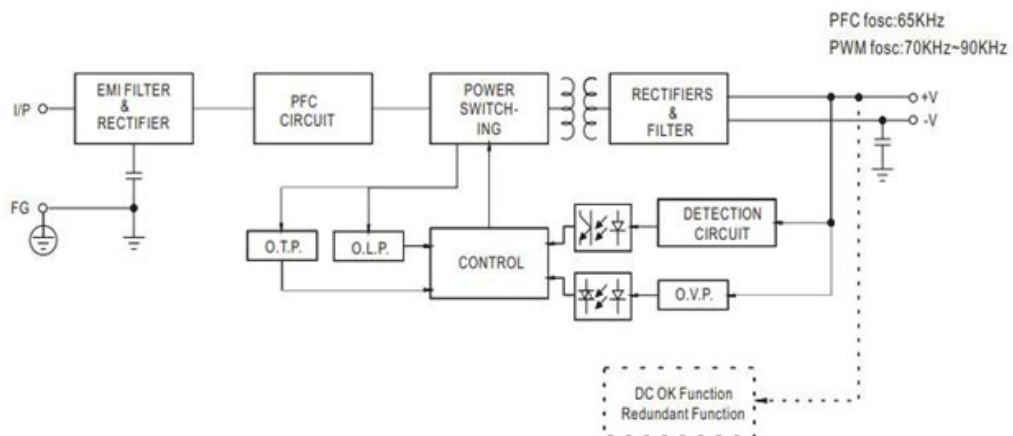 PFC fosc:65KHz
PWM fosc:70KHz~90KHz
I/P
EMI FILTER
&
RECTIFIER
PFC
CIRCUIT
POWER
SWITCH-
ING
RECTIFIERS
&
FILTER
+V
-V
FG
O.T.P.
O.L.P.
CONTROL
DETECTION
CIRCUIT
O.V.P.
DC OK Function
Redundant Function